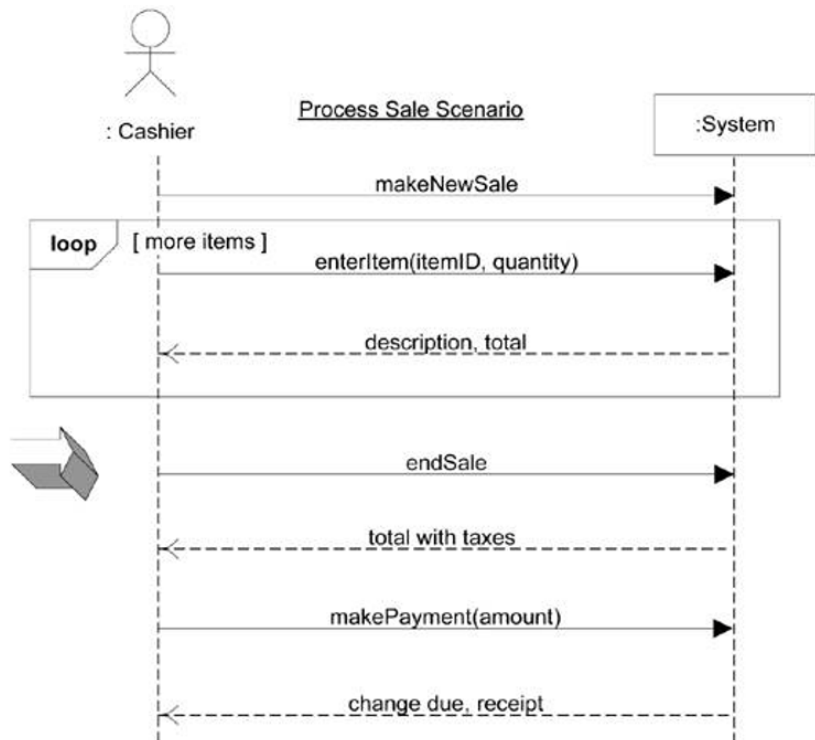 Process Sale Scenario
: Cashier
:System
makeNewSale
loop
[ more items ]
enterItem(itemID, quantity)
description, total
endSale
total with taxes
makePayment(amount)
change due, receipt